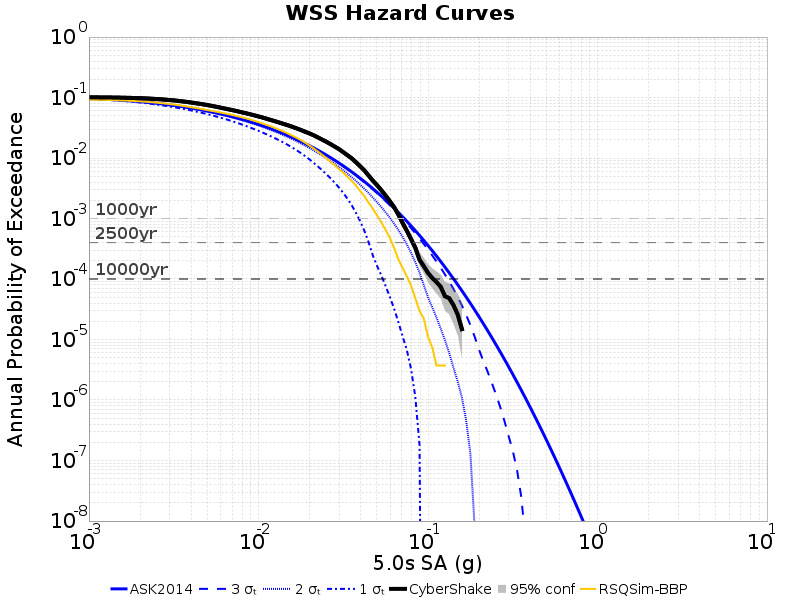 WSS Hazard Curves
Annual Probability of Exceedance
10^0
10^-1
10^-2
10^-3
10^-4
10^-5
10^-6
10^-7
10^-8
1000yr
2500yr
10000yr
10^-3 10^-2 10^-1 10^0 10^1
5.0s SA (g)
ASK2014 3 σₜ 2 σₜ 1 σₜ CyberShake 95% conf RSQSim-BBP